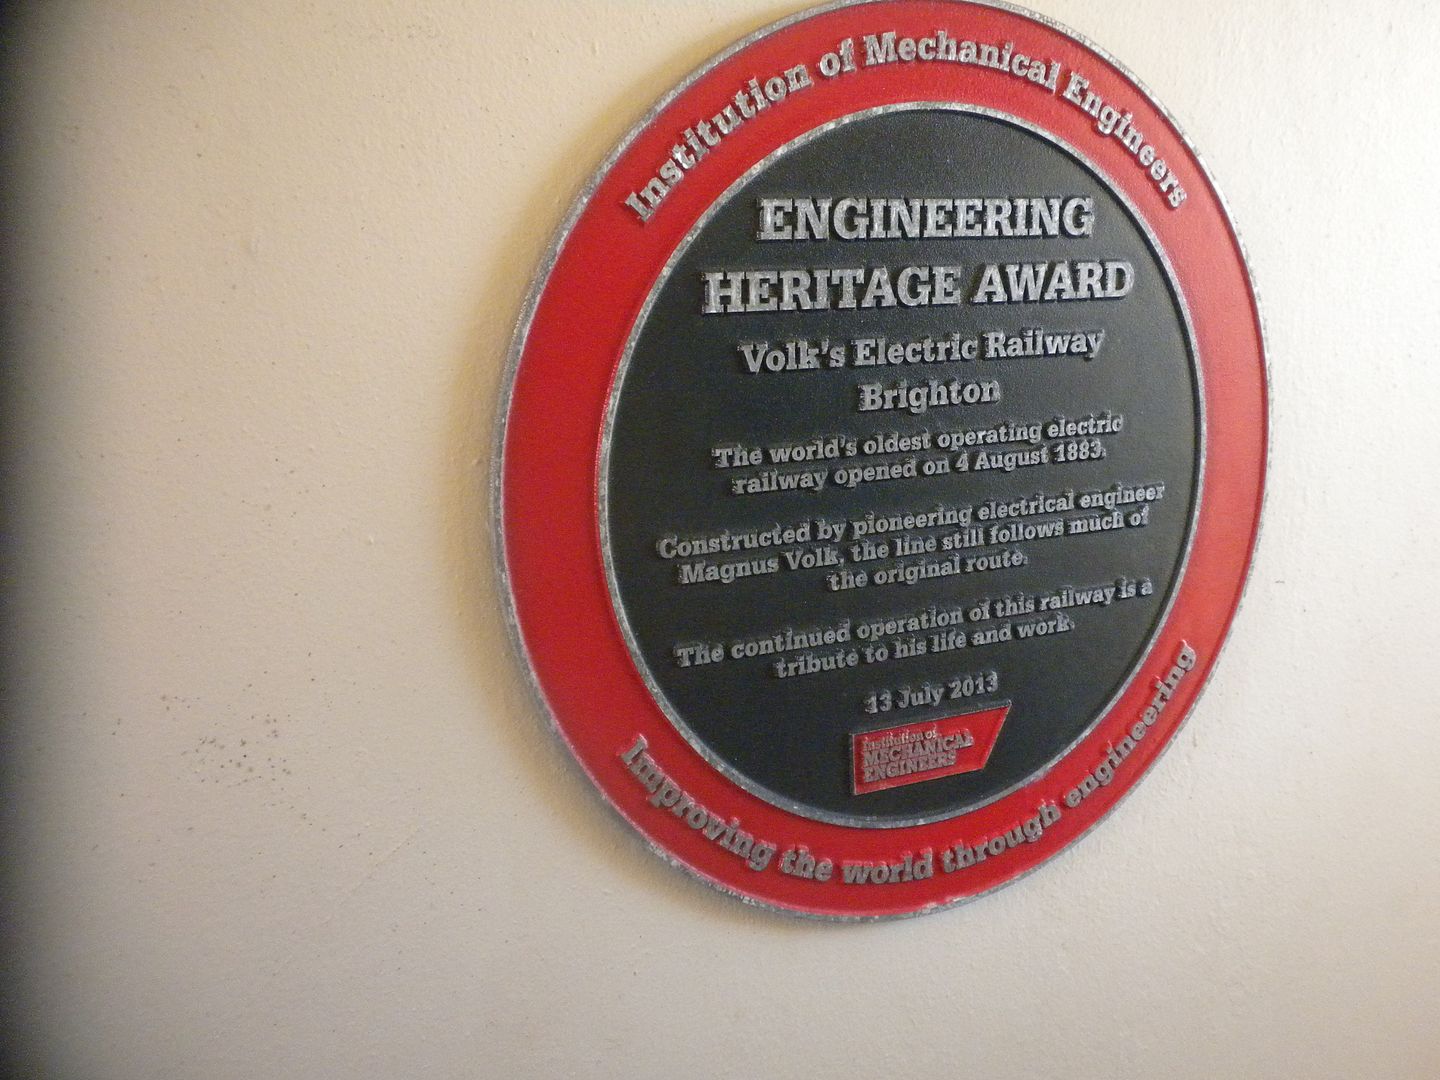 Institution of Mechanical Engineers
ENGINEERING
HERITAGE AWARD
Volk's Electric Railway
Brighton
The world's oldest operating electric
railway opened on 4 August 1883.
Constructed by pioneering electrical engineer
Magnus Volk, the line still follows much of
the original route.
The continued operation of this railway is a
tribute to his life and work.
13 July 2013
Institution of
MECHANICAL
ENGINEERS
Improving the world through engineering